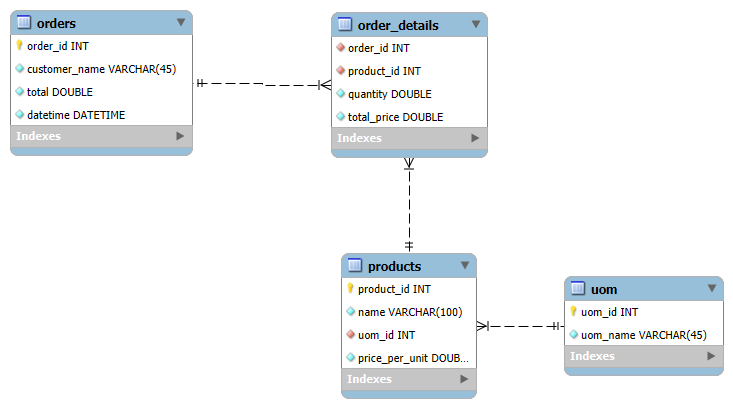 orders
order_id INT
customer_name VARCHAR(45)
total DOUBLE
datetime DATETIME
Indexes
order_details
order_id INT
product_id INT
quantity DOUBLE
total_price DOUBLE
Indexes
products
product_id INT
name VARCHAR(100)
uom_id INT
price_per_unit DOUB...
Indexes
uom
uom_id INT
uom_name VARCHAR(45)
Indexes